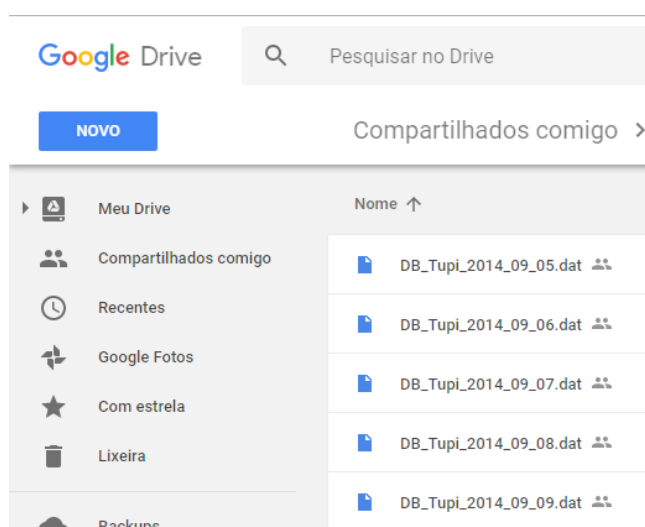 Google Drive
Pesquisar no Drive
NOVO
Compartilhados comigo >
Meu Drive
Compartilhados comigo
Recentes
Google Fotos
Com estrela
Lixeira
Backups
Nome ↑
DB_Tupi_2014_09_05.dat
DB_Tupi_2014_09_06.dat
DB_Tupi_2014_09_07.dat
DB_Tupi_2014_09_08.dat
DB_Tupi_2014_09_09.dat